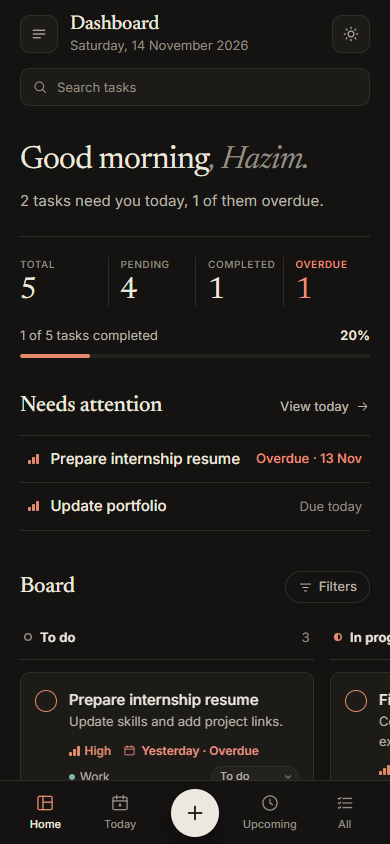 Dashboard
Saturday, 14 November 2026
Search tasks
Good morning, Hazim.
2 tasks need you today, 1 of them overdue.
TOTAL PENDING COMPLETED OVERDUE
5 4 1 1
1 of 5 tasks completed 20%
Needs attention View today →
Prepare internship resume Overdue · 13 Nov
Update portfolio Due today
Board Filters
To do 3 In prog
Prepare internship resume Fi
Update skills and add project links. Co
ex
High Yesterday · Overdue
Work To do
Home Today Upcoming All